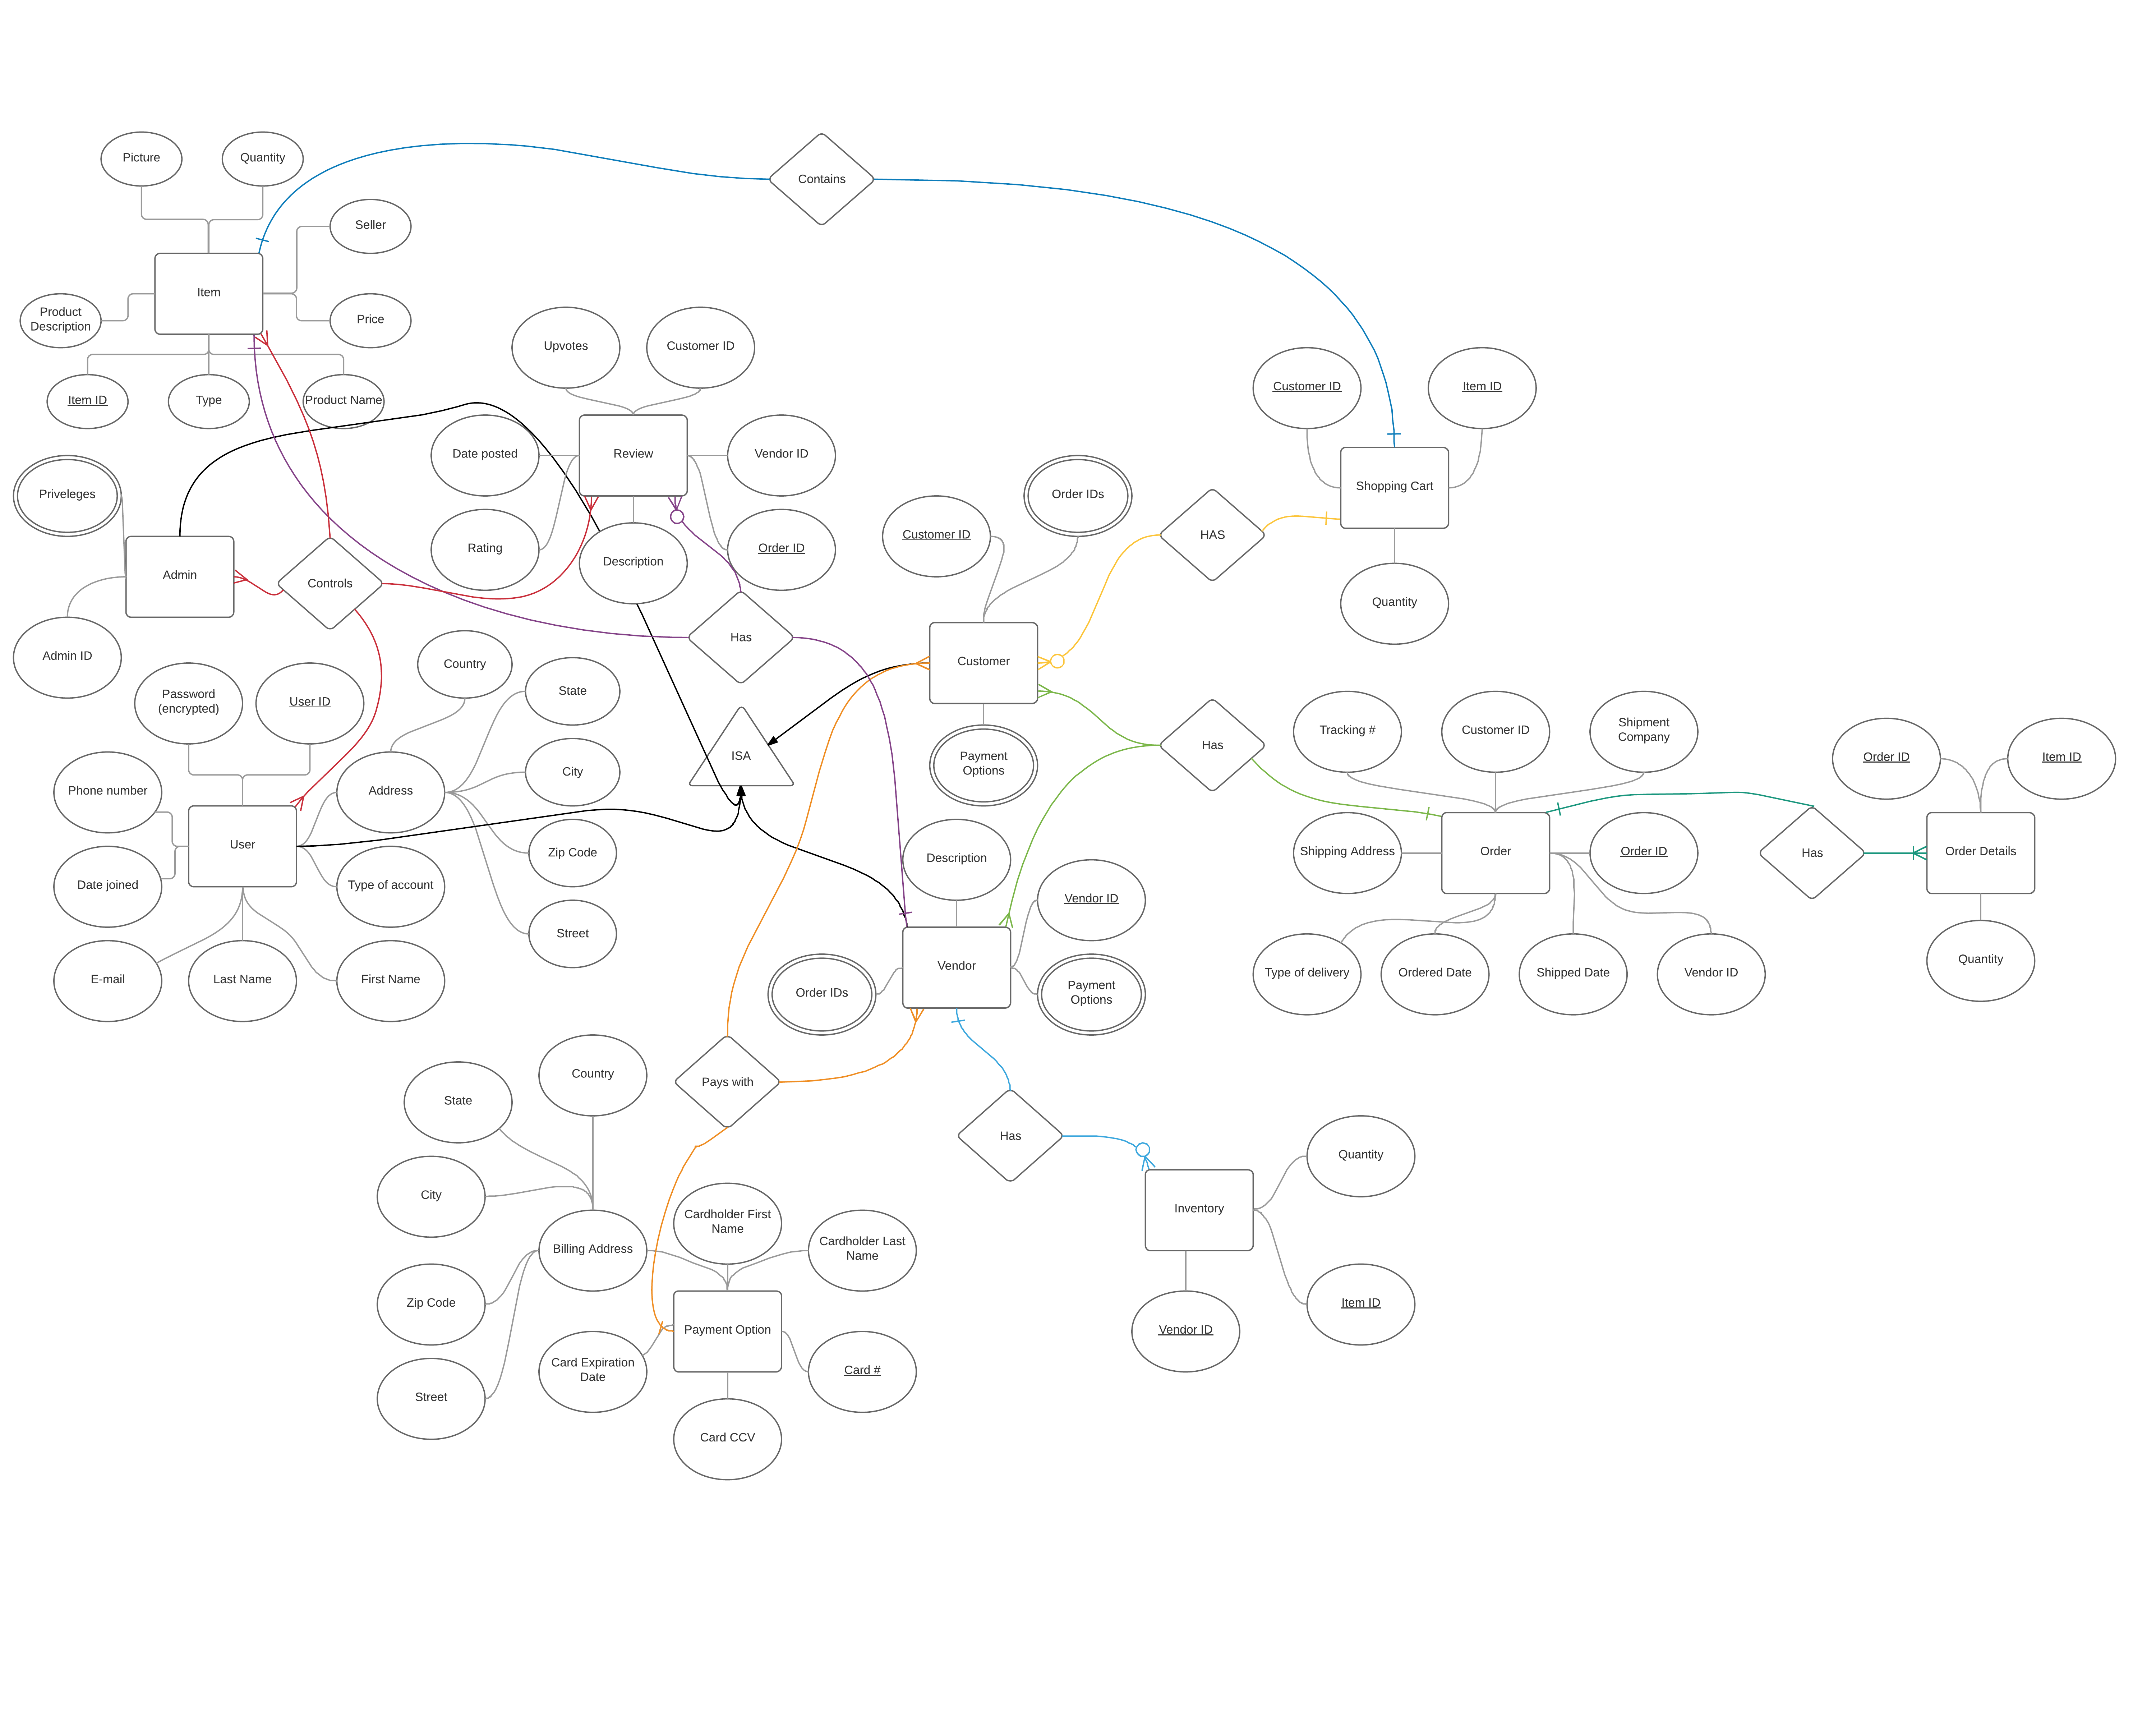 Picture
Quantity
Contains
Seller
Item
Product
Description
Price
Item ID
Type
Product Name
Upvotes
Customer ID
Customer ID
Item ID
Date posted
Review
Vendor ID
Shopping Cart
Priveleges
Order IDs
Customer ID
HAS
Rating
Order ID
Description
Admin
Controls
Quantity
Admin ID
Has
Customer
Country
State
Password
(encrypted)
User ID
ISA
Payment
Options
Has
Tracking #
Customer ID
Shipment
Company
Order ID
Item ID
Phone number
Address
City
User
Zip Code
Description
Shipping Address
Order
Order ID
Has
Order Details
Date joined
Type of account
Vendor ID
Street
Vendor
E-mail
Last Name
First Name
Order IDs
Payment
Options
Type of delivery
Ordered Date
Shipped Date
Vendor ID
Quantity
State
Country
Pays with
Has
Quantity
City
Cardholder First
Name
Inventory
Billing Address
Cardholder Last
Name
Zip Code
Payment Option
Vendor ID
Item ID
Card Expiration
Date
Card #
Street
Card CCV